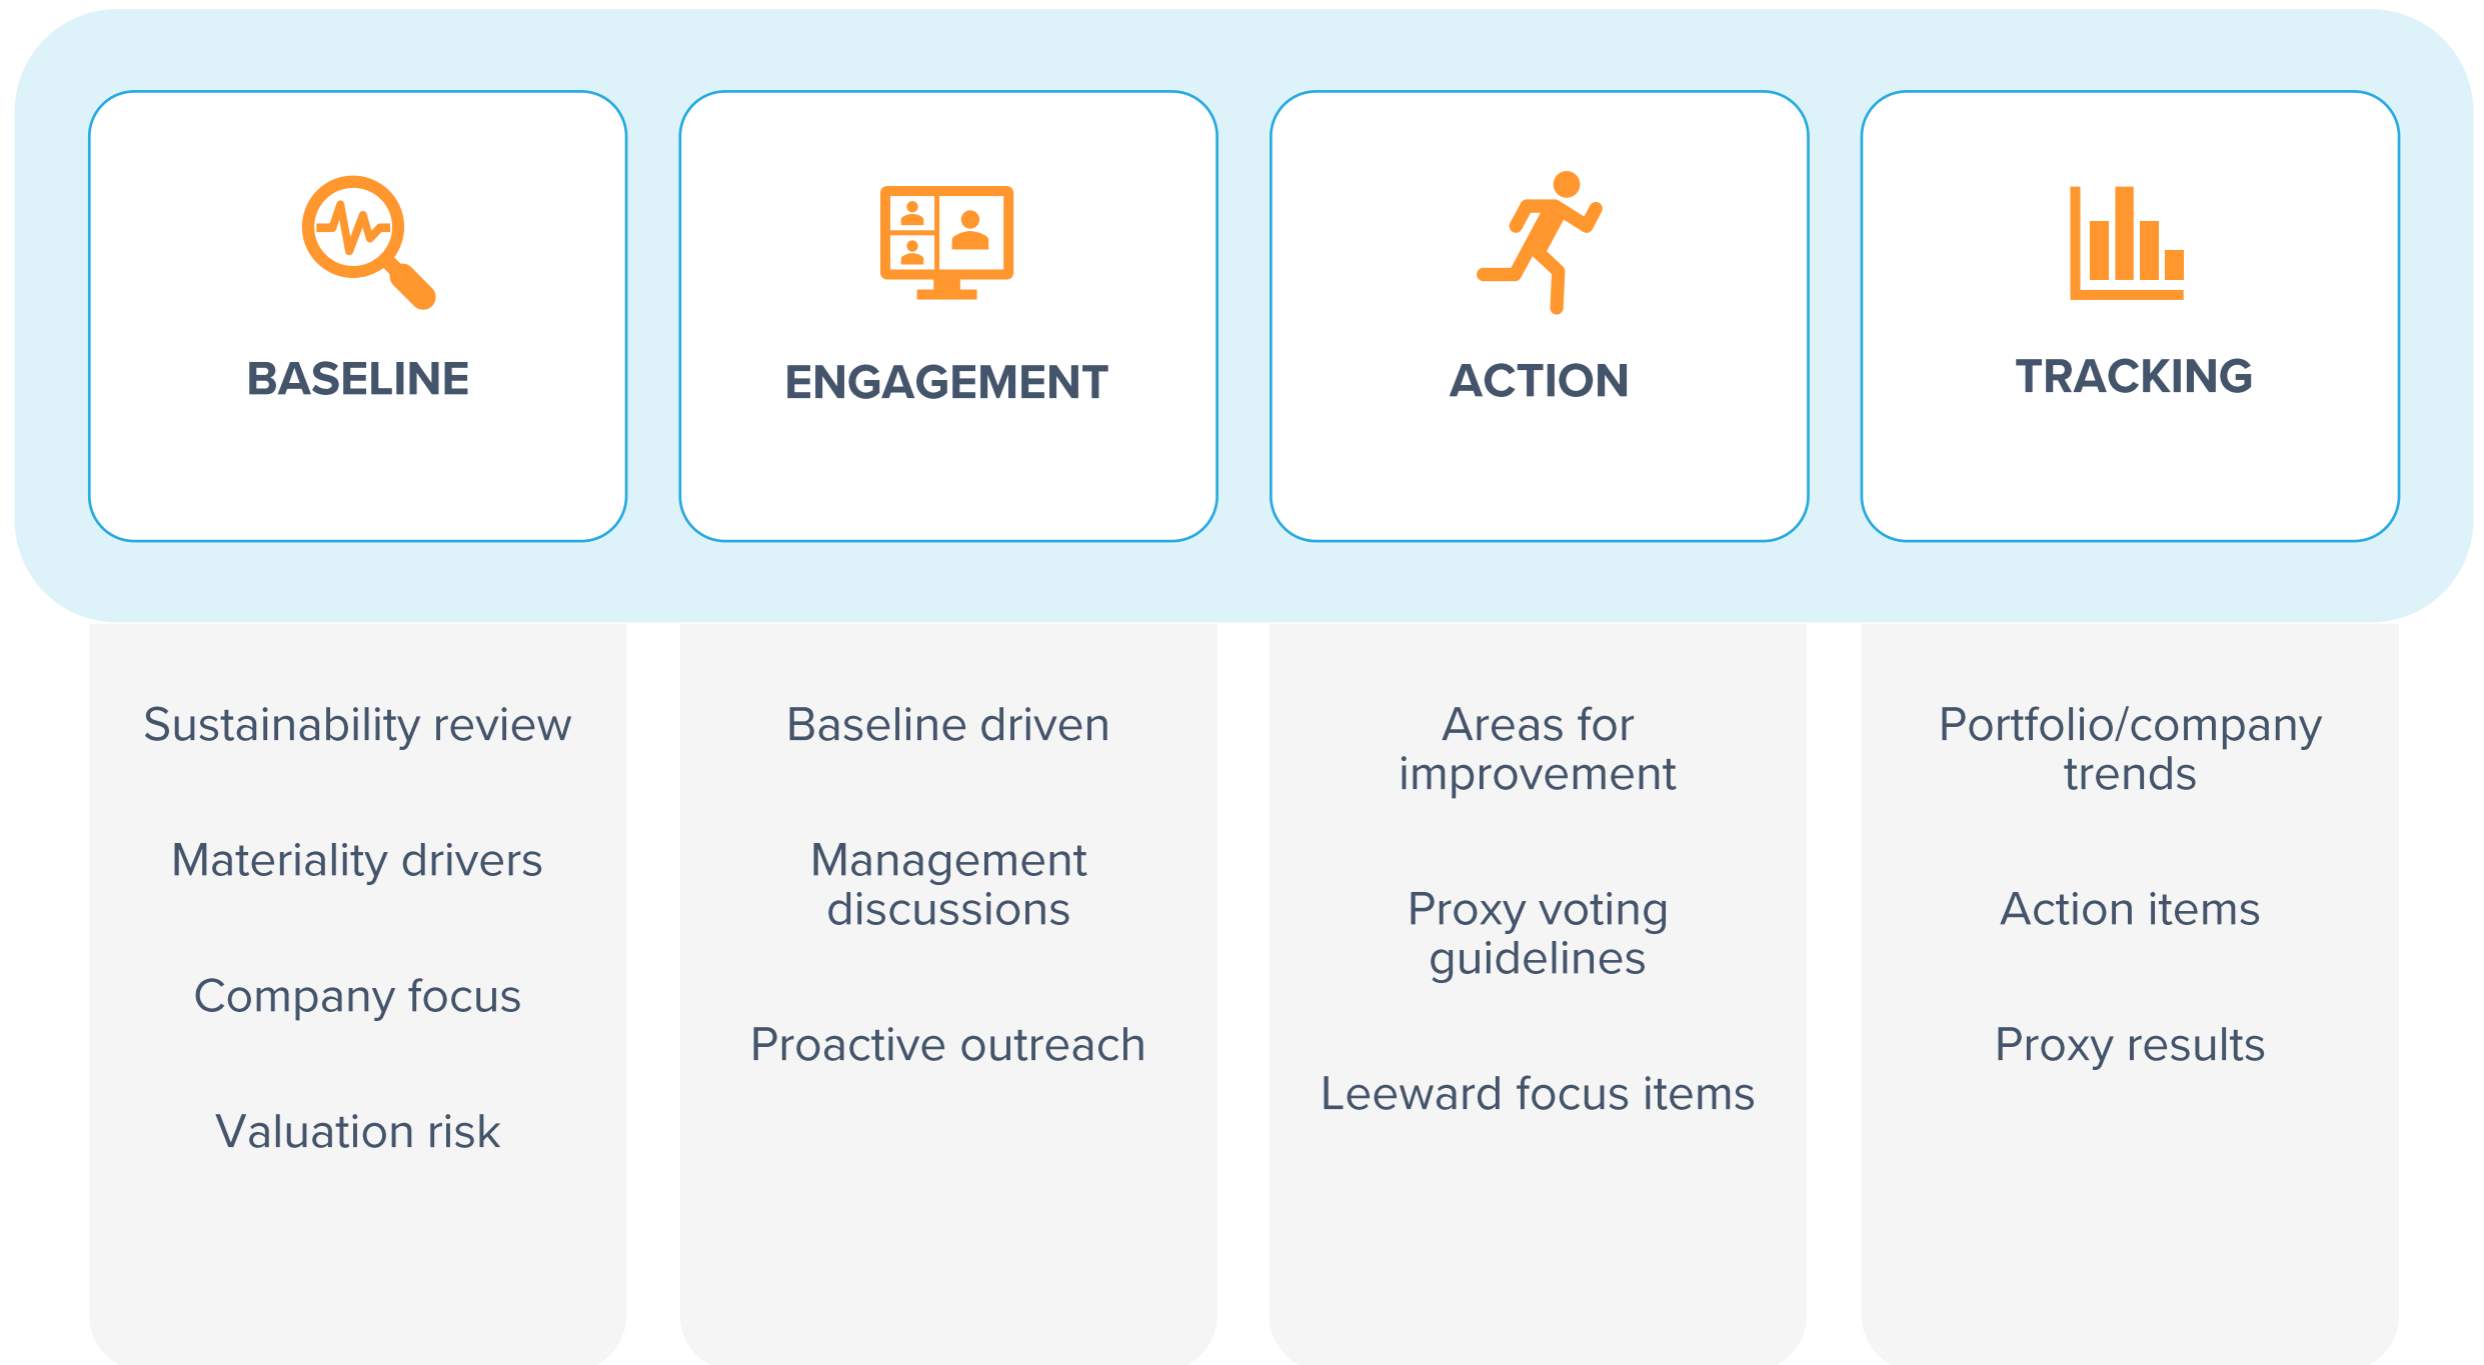 BASELINE
ENGAGEMENT
ACTION
TRACKING
Sustainability review
Materiality drivers
Company focus
Valuation risk
Baseline driven
Management
discussions
Proactive outreach
Areas for
improvement
Proxy voting
guidelines
Leeward focus items
Portfolio/company
trends
Action items
Proxy results